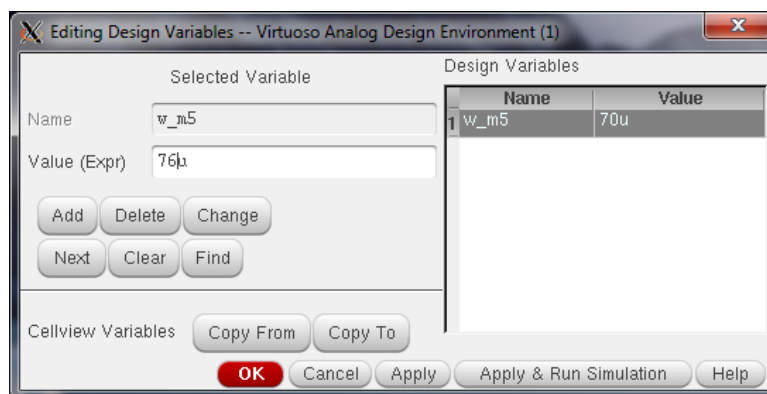 Editing Design Variables -- Virtuoso Analog Design Environment (1)
Selected Variable
Name w_m5
Value (Expr) 76u
Add Delete Change
Next Clear Find
Cellview Variables Copy From Copy To
Design Variables
Name Value
1 w_m5 70u
OK Cancel Apply Apply & Run Simulation Help